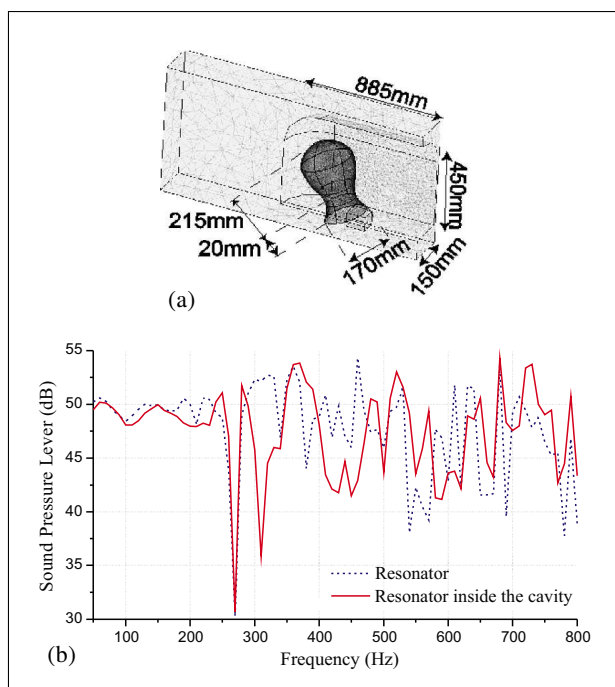 885mm
450mm
215mm
20mm
170mm
150mm
(a)
55
50
45
40
35
30
Sound Pressure Lever (dB)
Resonator
Resonator inside the cavity
100
200
300
400
500
600
700
800
(b)
Frequency (Hz)